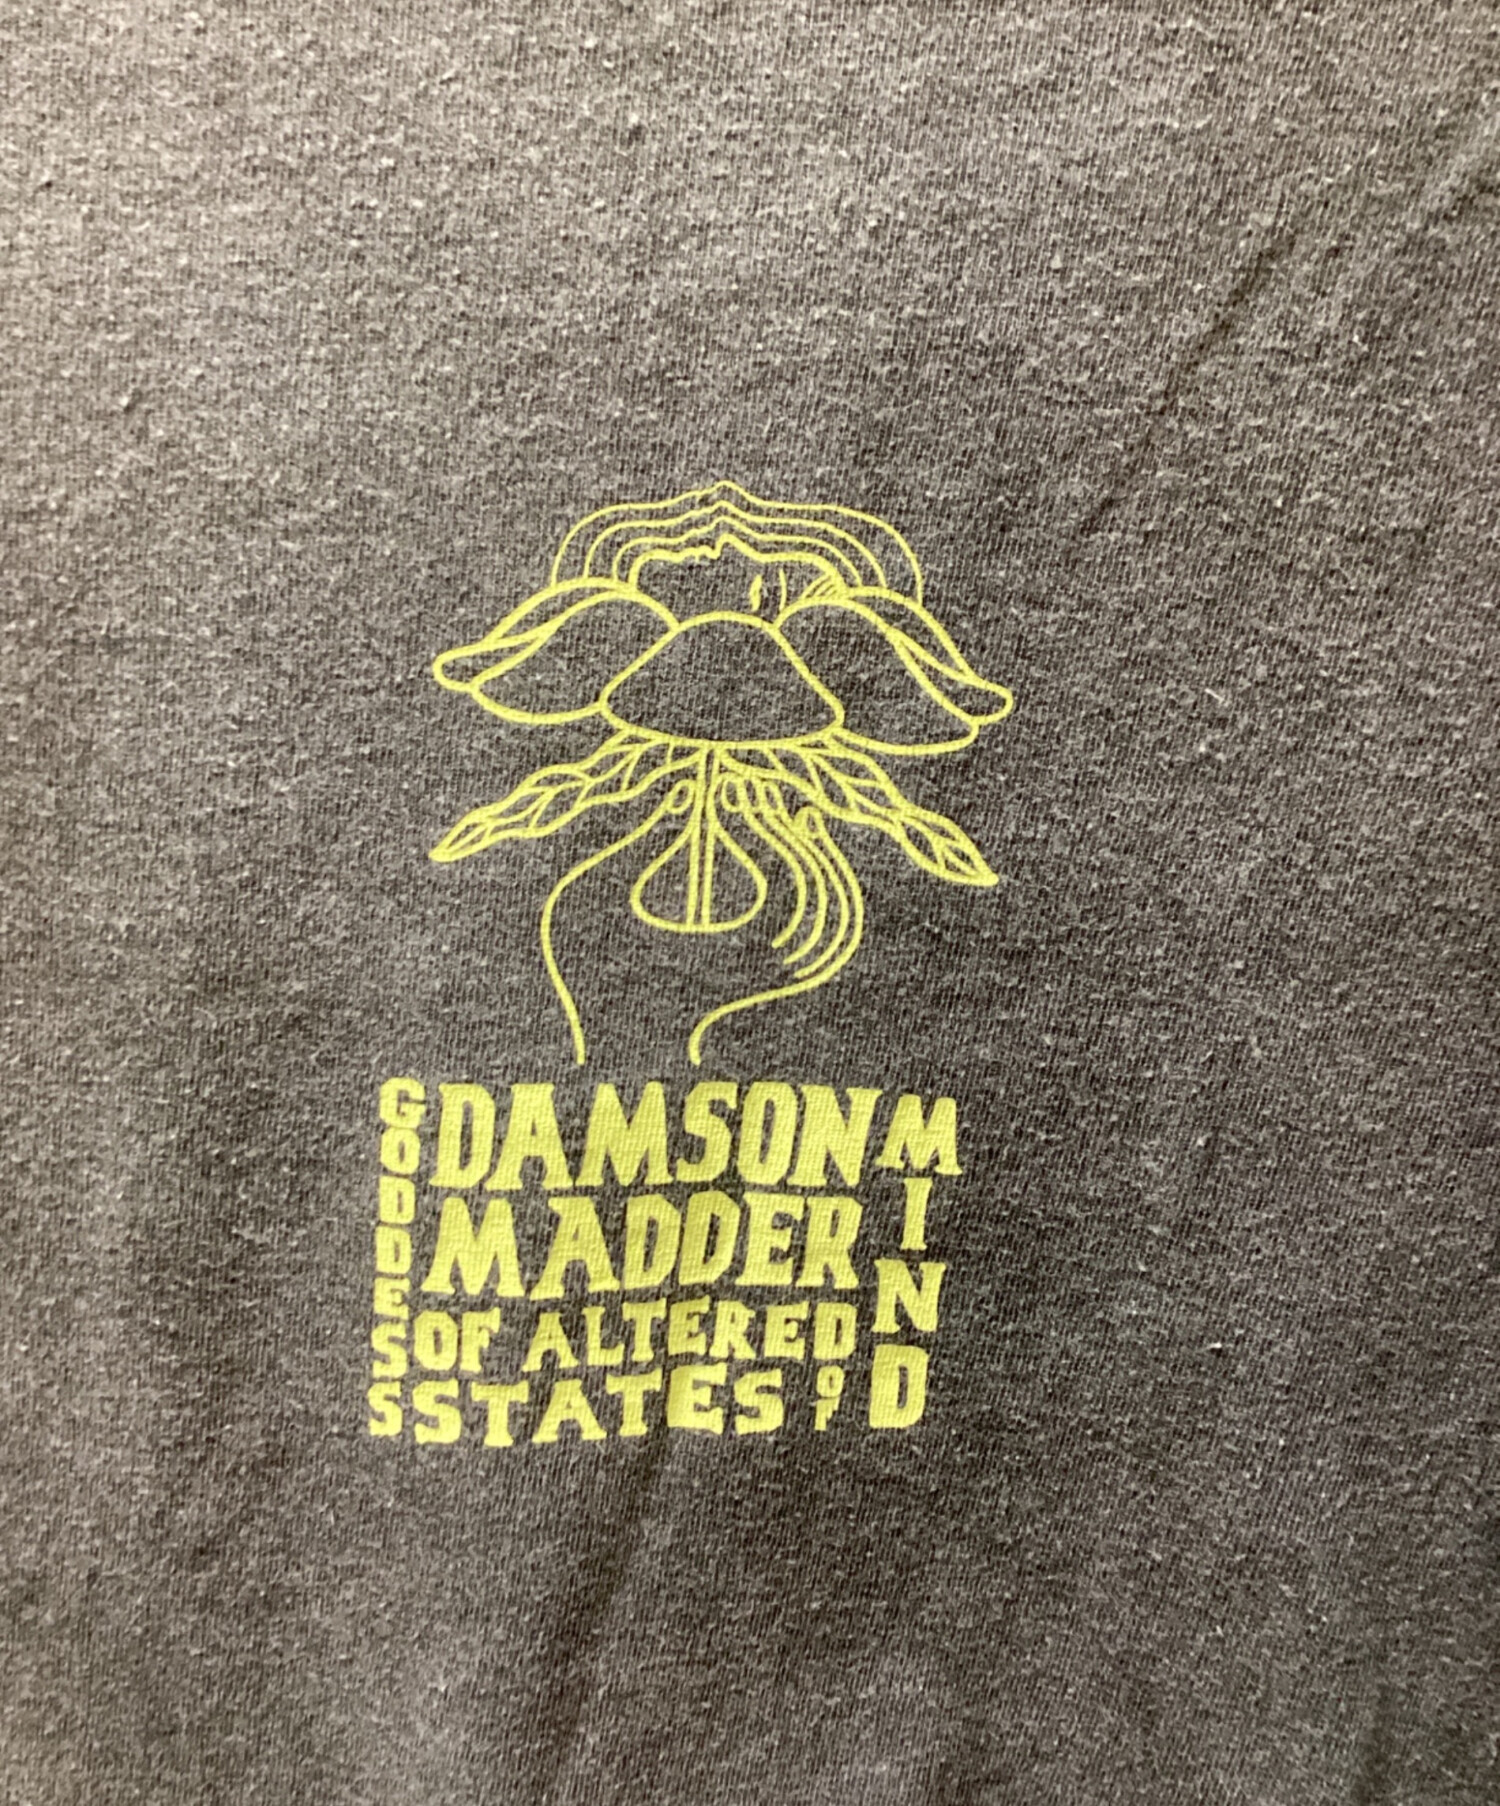 GODDESS
DAMSON
MADDER
OF ALTERED
STATES
OF
MIND